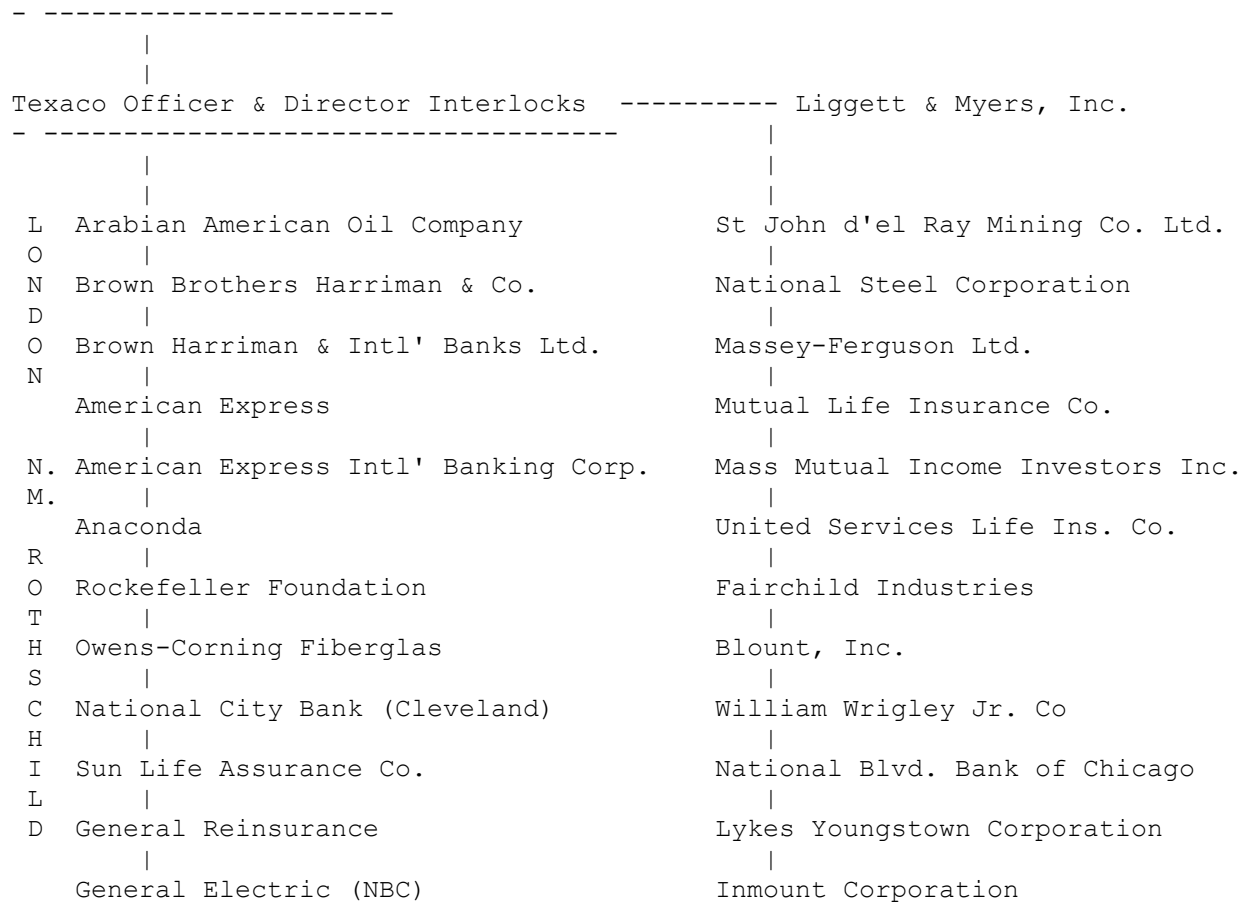 - ----------------------
|
|
Texaco Officer & Director Interlocks ---------- Liggett & Myers, Inc.
- ------------------------------------ |
| |
| |
L Arabian American Oil Company St John d'el Ray Mining Co. Ltd.
O | |
N Brown Brothers Harriman & Co. National Steel Corporation
D | |
O Brown Harriman & Intl' Banks Ltd. Massey-Ferguson Ltd.
N | |
American Express Mutual Life Insurance Co.
| |
N. American Express Intl' Banking Corp. Mass Mutual Income Investors Inc.
M. | |
Anaconda United Services Life Ins. Co.
R | |
O Rockefeller Foundation Fairchild Industries
T | |
H Owens-Corning Fiberglas Blount, Inc.
S | |
C National City Bank (Cleveland) William Wrigley Jr. Co
H | |
I Sun Life Assurance Co. National Blvd. Bank of Chicago
L | |
D General Reinsurance Lykes Youngstown Corporation
| |
General Electric (NBC) Inmount Corporation